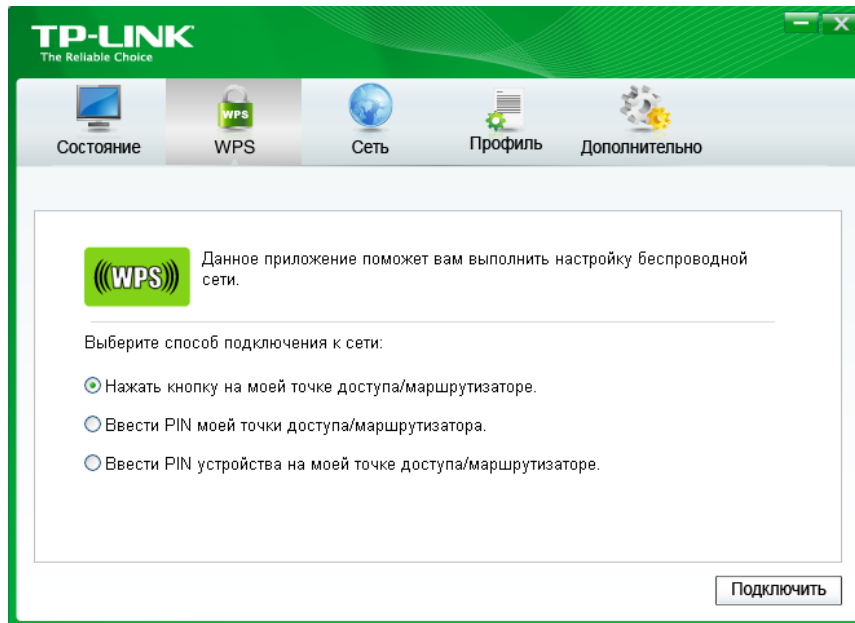 TP-LINK
The Reliable Choice
WPS
Состояние
WPS
Сеть
Профиль
Дополнительно
(((WPS)))
Данное приложение поможет вам выполнить настройку беспроводной
сети.
Выберите способ подключения к сети:
Нажать кнопку на моей точке доступа/маршрутизаторе.
Ввести PIN моей точки доступа/маршрутизатора.
Ввести PIN устройства на моей точке доступа/маршрутизаторе.
Подключить